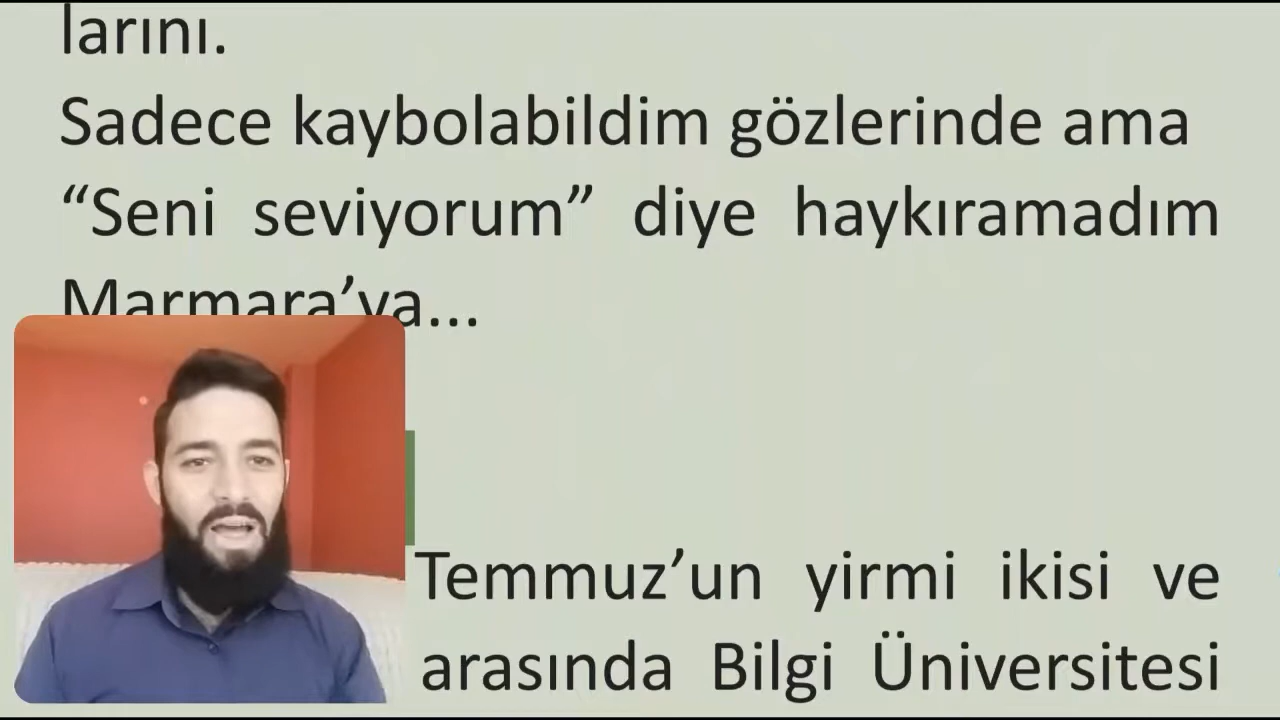 larını.
Sadece kaybolabildim gözlerinde ama
“Seni seviyorum” diye haykıramadım
Marmara’ya...
Temmuz’un yirmi ikisi ve
arasında Bilgi Üniversitesi